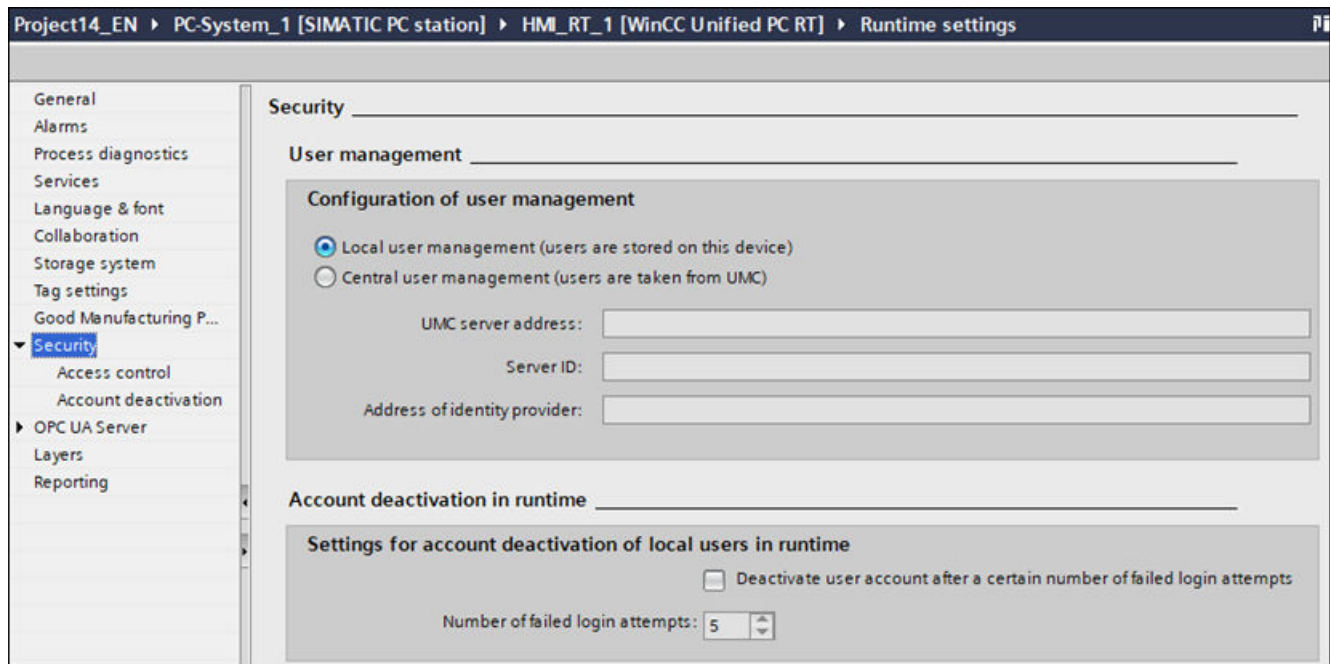 Project14_EN ▸ PC-System_1 [SIMATIC PC station] ▸ HMI_RT_1 [WinCC Unified PC RT] ▸ Runtime settings
General
Alarms
Process diagnostics
Services
Language & font
Collaboration
Storage system
Tag settings
Good Manufacturing P...
Security
Access control
Account deactivation
OPC UA Server
Layers
Reporting
Security
User management
Configuration of user management
Local user management (users are stored on this device)
Central user management (users are taken from UMC)
UMC server address:
Server ID:
Address of identity provider:
Account deactivation in runtime
Settings for account deactivation of local users in runtime
Deactivate user account after a certain number of failed login attempts
Number of failed login attempts: 5